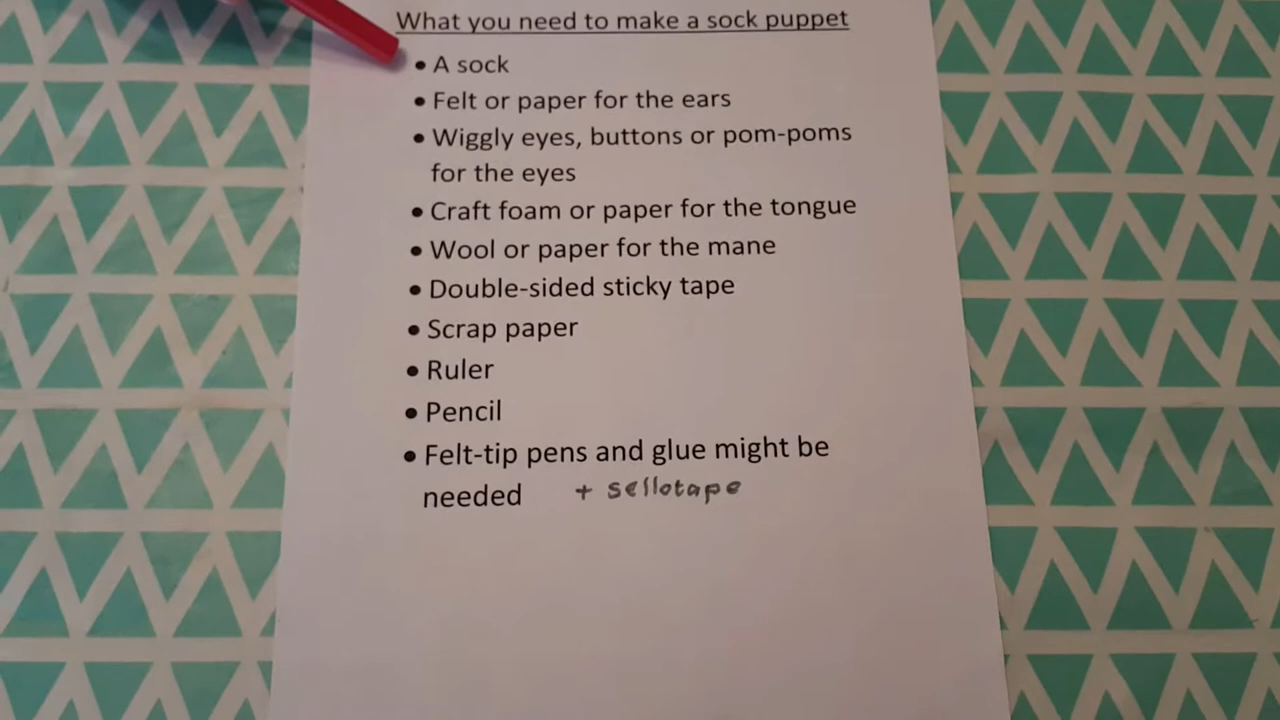 What you need to make a sock puppet
• A sock
• Felt or paper for the ears
• Wiggly eyes, buttons or pom-poms
for the eyes
• Craft foam or paper for the tongue
• Wool or paper for the mane
• Double-sided sticky tape
• Scrap paper
• Ruler
• Pencil
• Felt-tip pens and glue might be
needed + sellotape